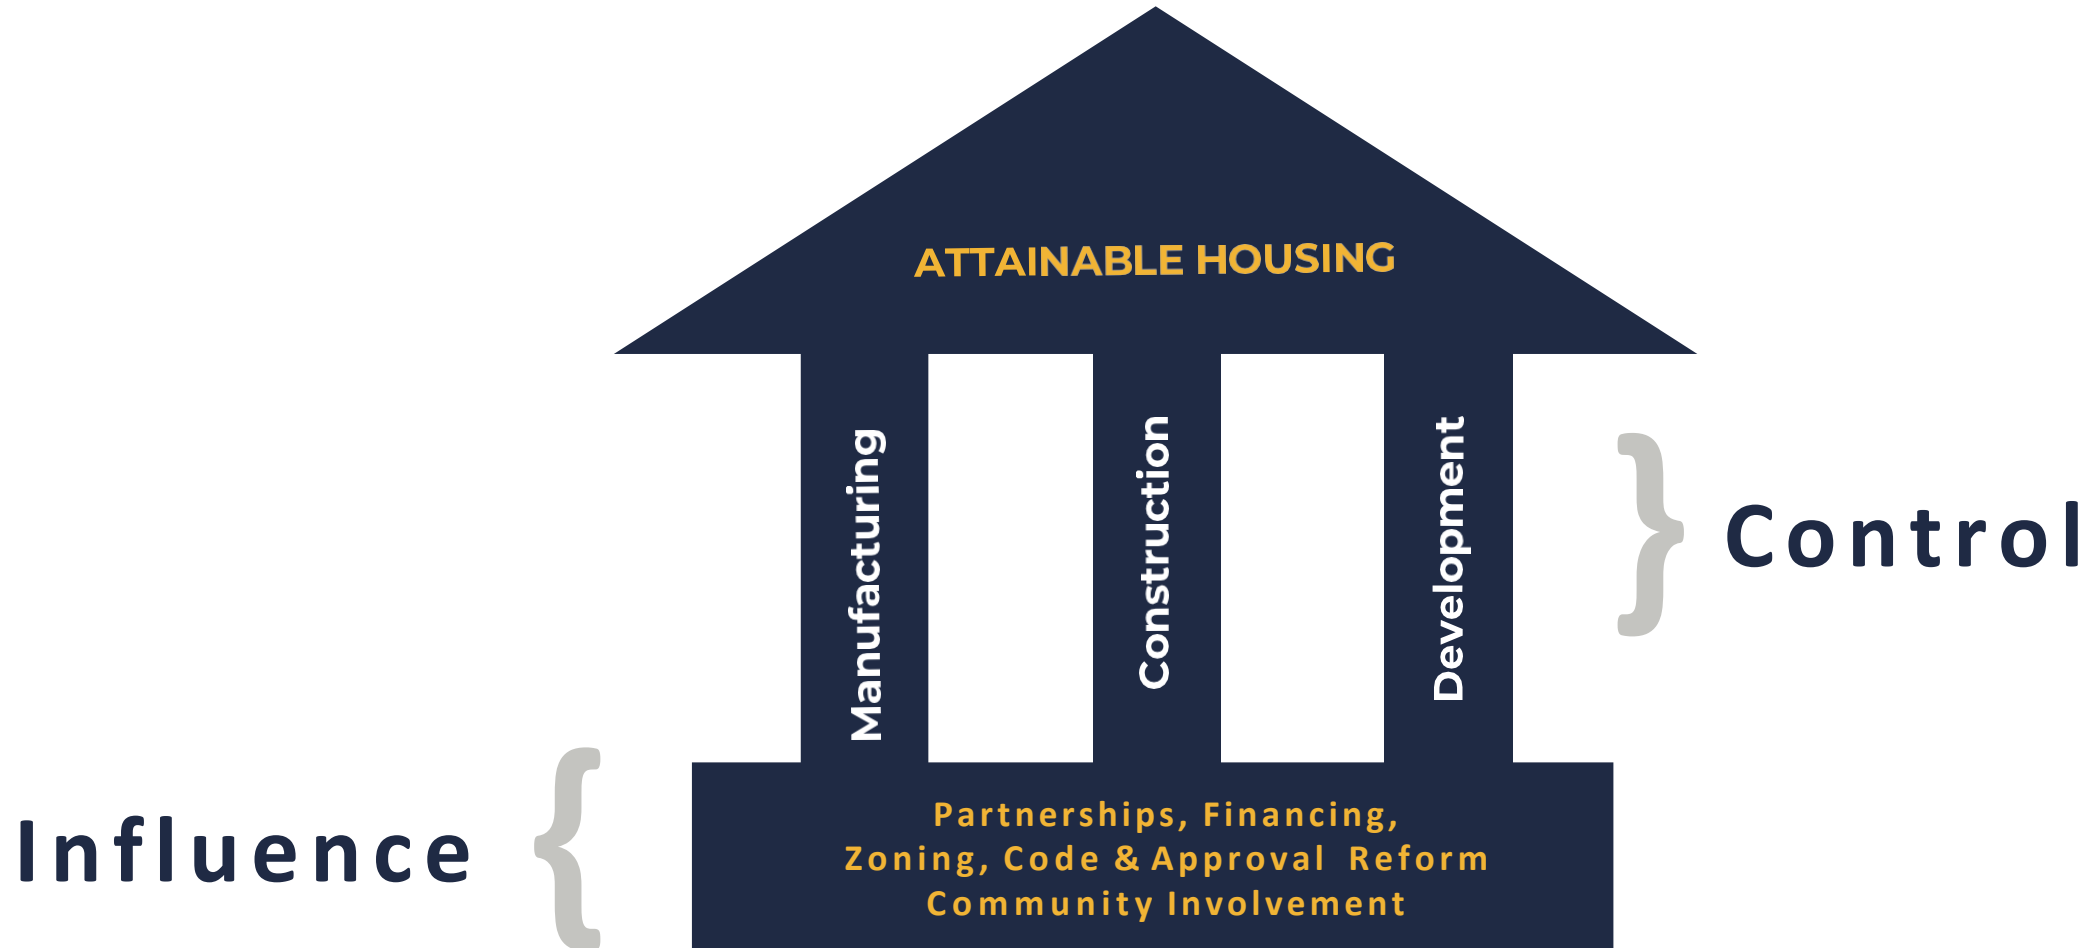 ATTAINABLE HOUSING
Manufacturing
Construction
Development
} Control
Influence {
Partnerships, Financing,
Zoning, Code & Approval Reform
Community Involvement